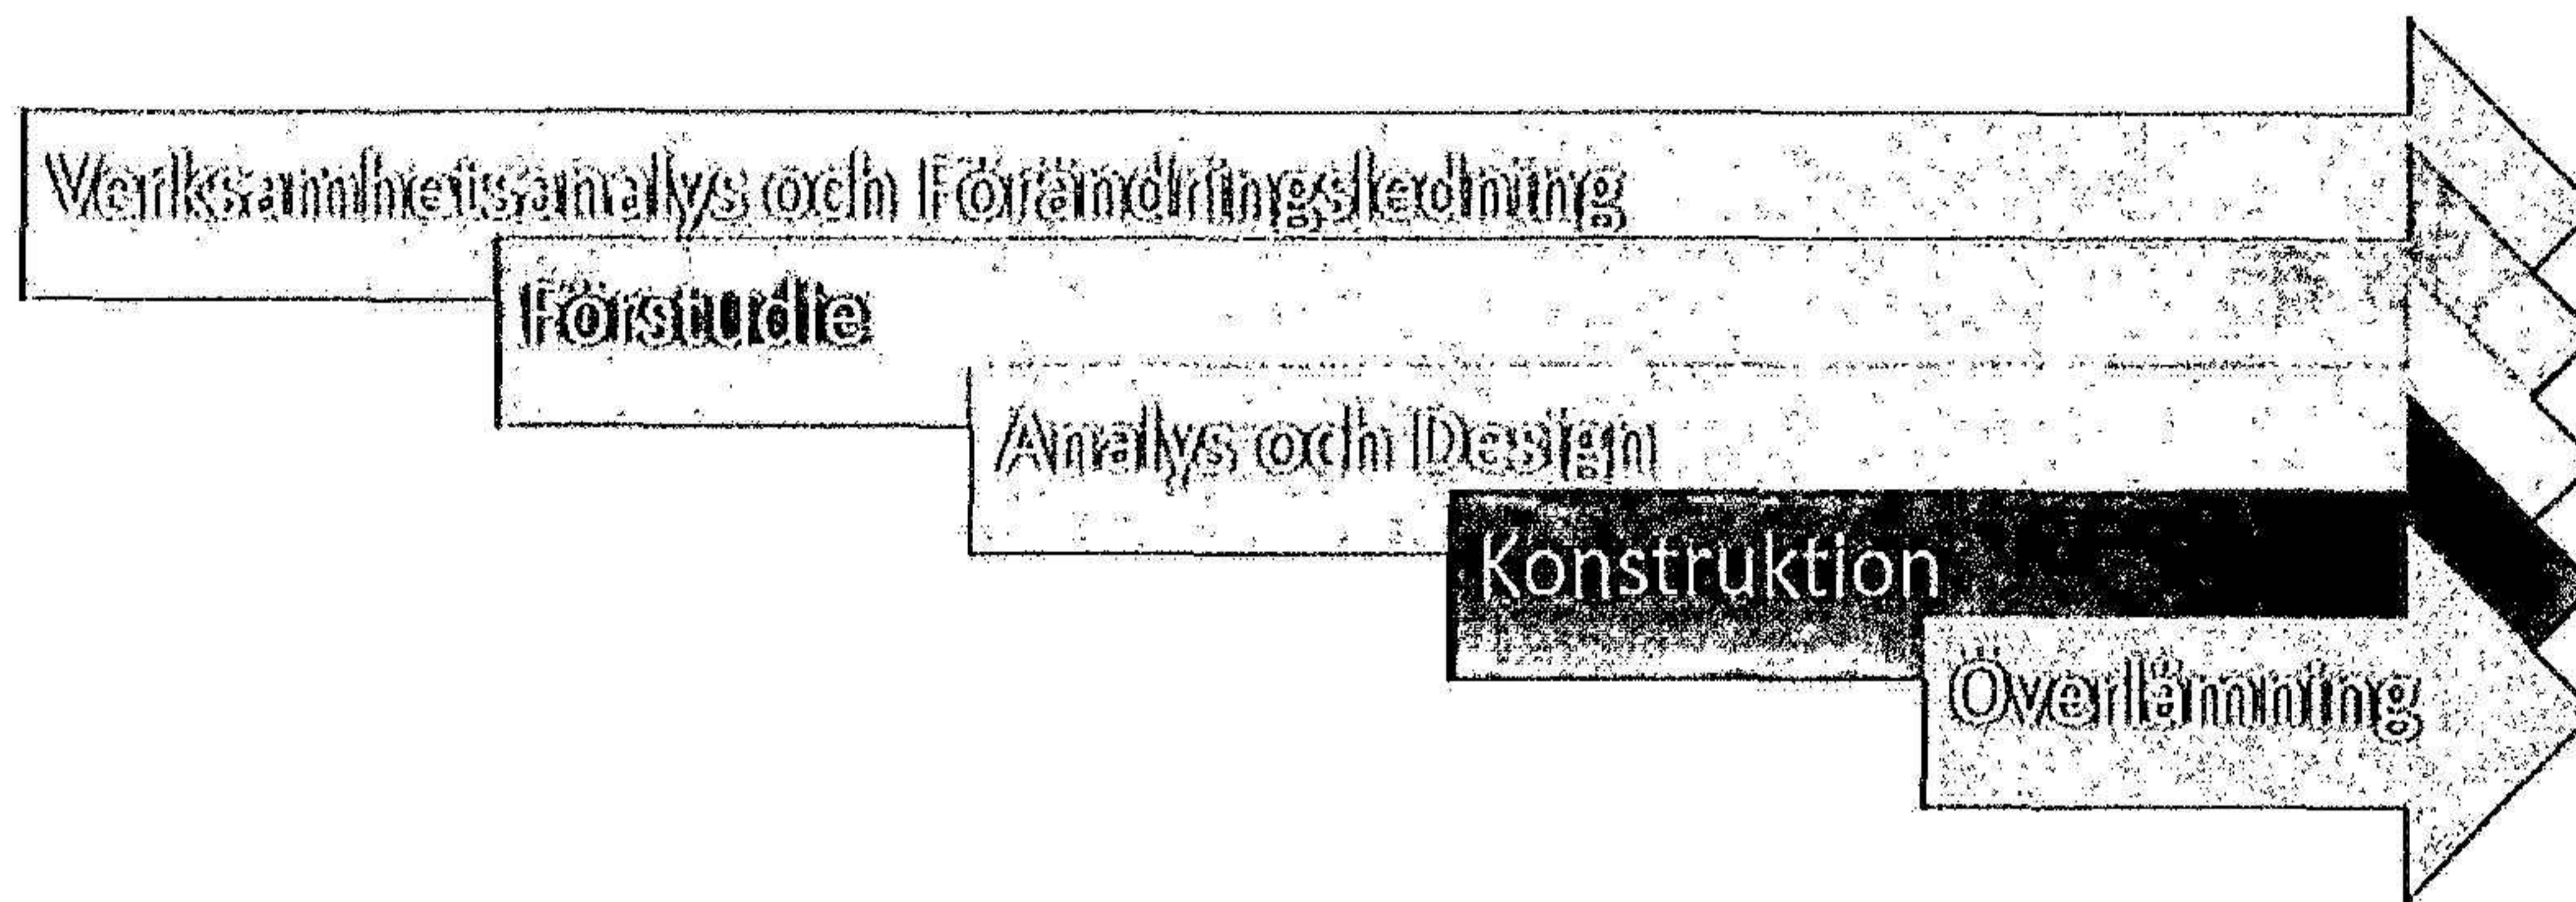 Verksamhetsanalys och Förändringsledning
Förstudie
Analys och Design
Konstruktion
Överlämning